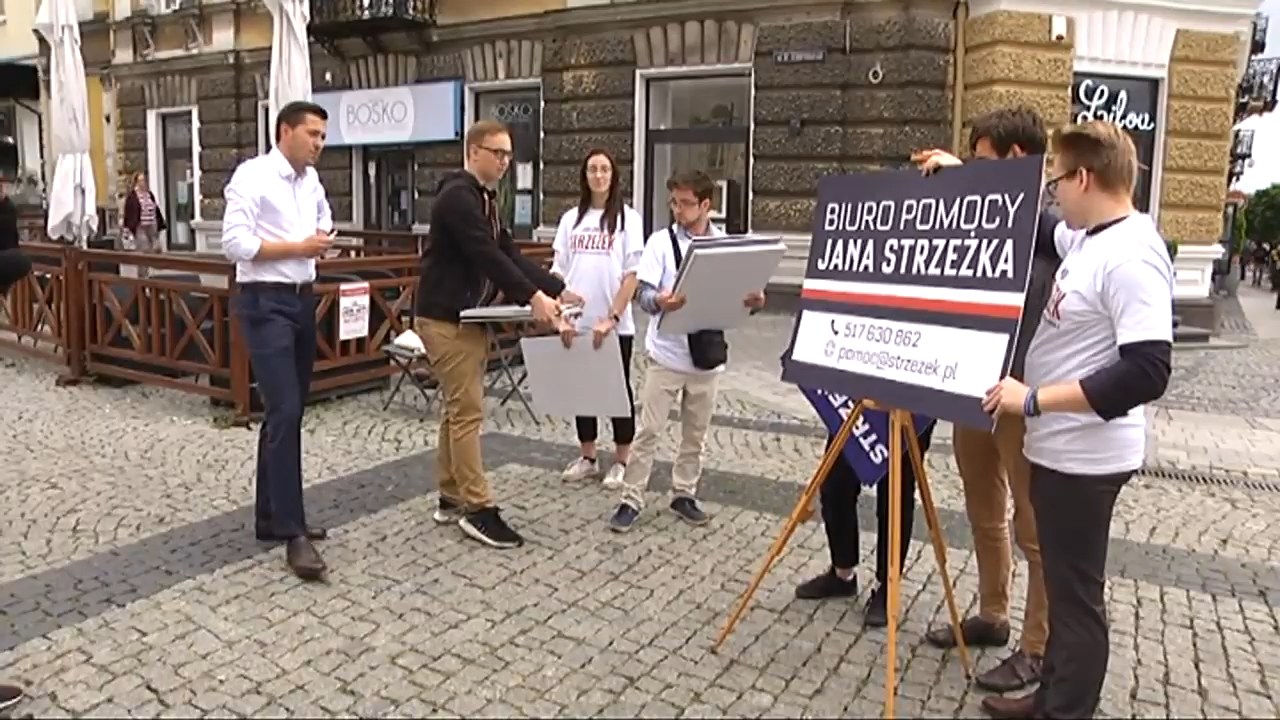 BOSKO
BOSKO
Lilou
STRZEŻEK
BIURO POMOCY
JANA STRZEŻKA
517 630 862
pomoc@strzezek.pl